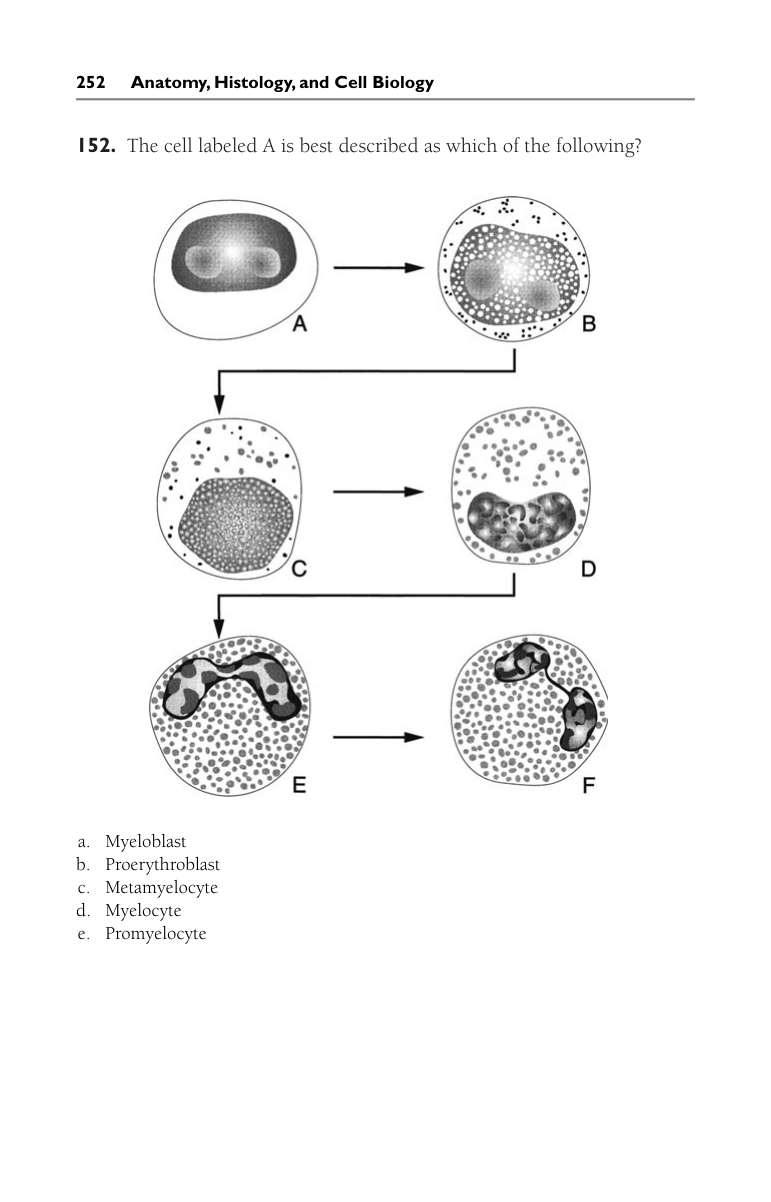 252 Anatomy, Histology, and Cell Biology
152. The cell labeled A is best described as which of the following?
A
B
C
D
E
F
a. Myeloblast
b. Proerythroblast
c. Metamyelocyte
d. Myelocyte
e. Promyelocyte